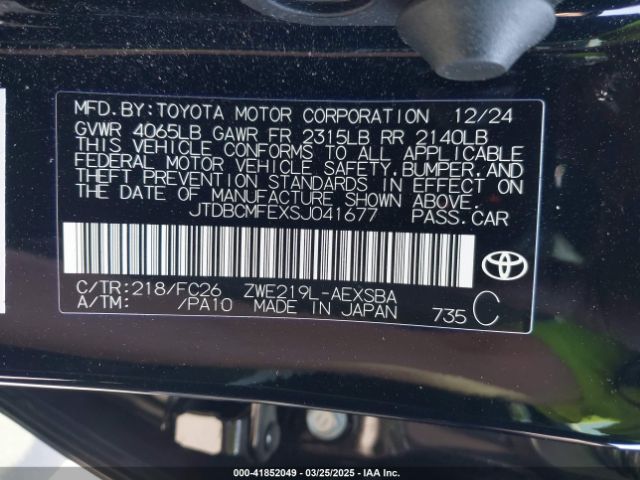 MFD. BY: TOYOTA MOTOR CORPORATION 12/24
GVWR 4065LB GAWR FR 2315LB RR 2140LB
THIS VEHICLE CONFORMS TO ALL APPLICABLE
FEDERAL MOTOR VEHICLE SAFETY, BUMPER, AND
THEFT PREVENTION STANDARDS IN EFFECT ON
THE DATE OF MANUFACTURE SHOWN ABOVE.
JTDBCMFEXSJ041677 PASS. CAR
C/TR: 218/FC26 ZWE219L-AEXSBA
A/TM: /PA10 MADE IN JAPAN 735 C
000-41852049 — 03/25/2025 — IAA Inc.